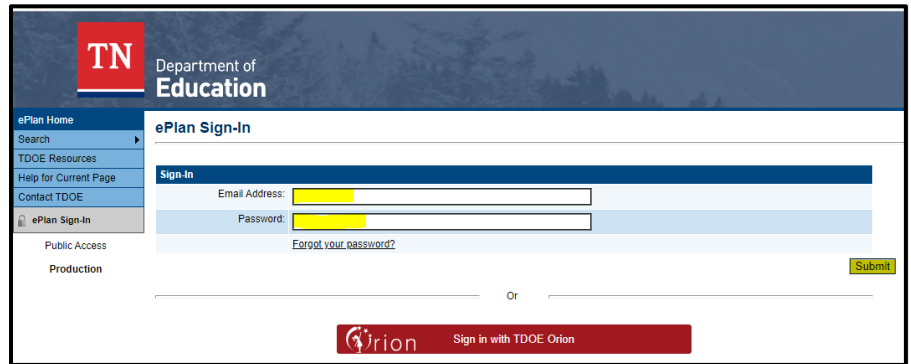 TN
Department of
Education
ePlan Home
Search
TDOE Resources
Help for Current Page
Contact TDOE
ePlan Sign-In
Public Access
Production
ePlan Sign-In
Sign-In
Email Address:
Password:
Forgot your password?
Submit
Or
Orion Sign in with TDOE Orion